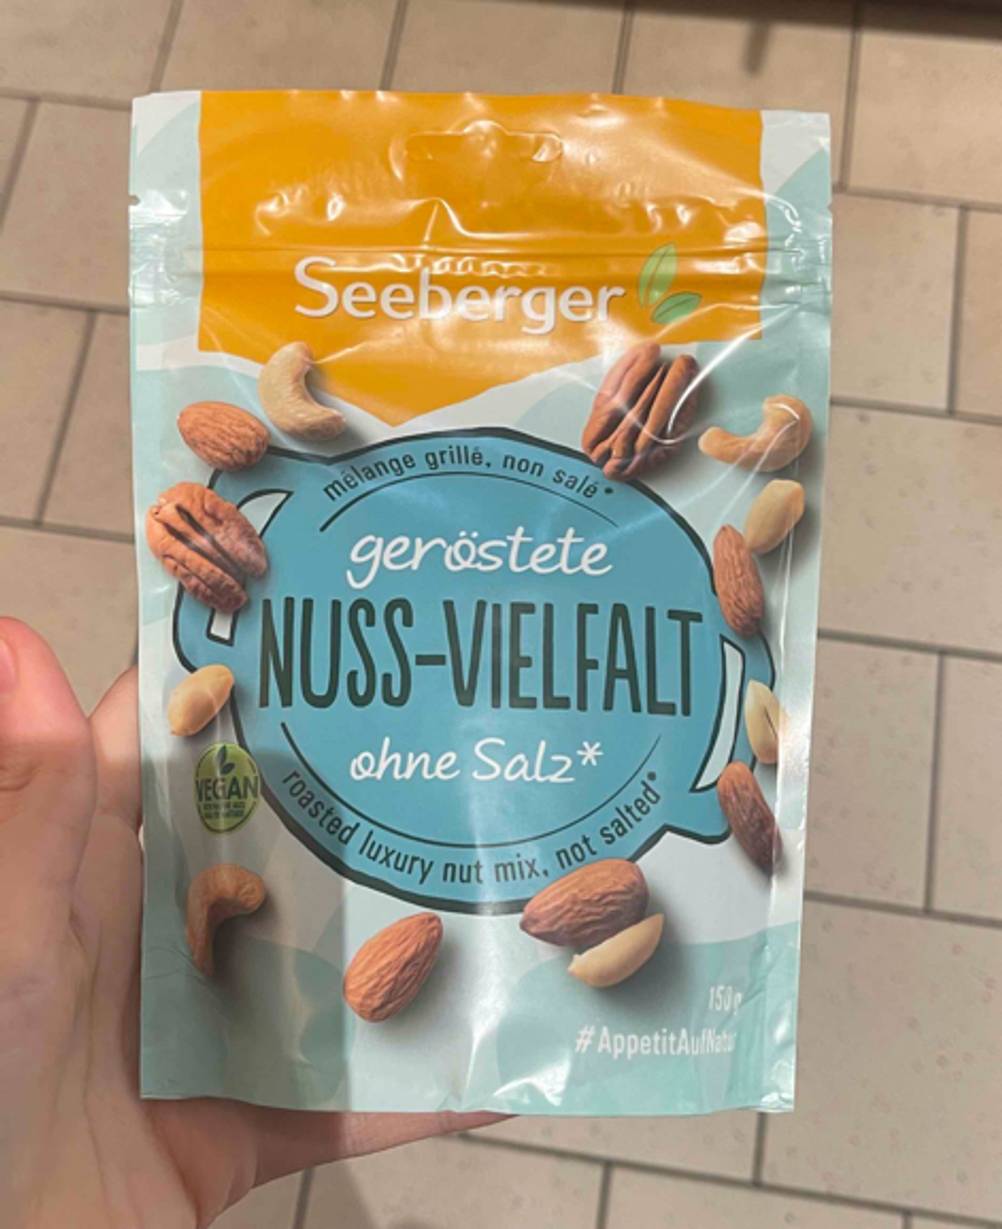 Seeberger
mélange grillé, non salé*
geröstete
NUSS-VIELFALT
ohne Salz*
roasted luxury nut mix, not salted*
VEGAN
150g
#AppetitAufNatur